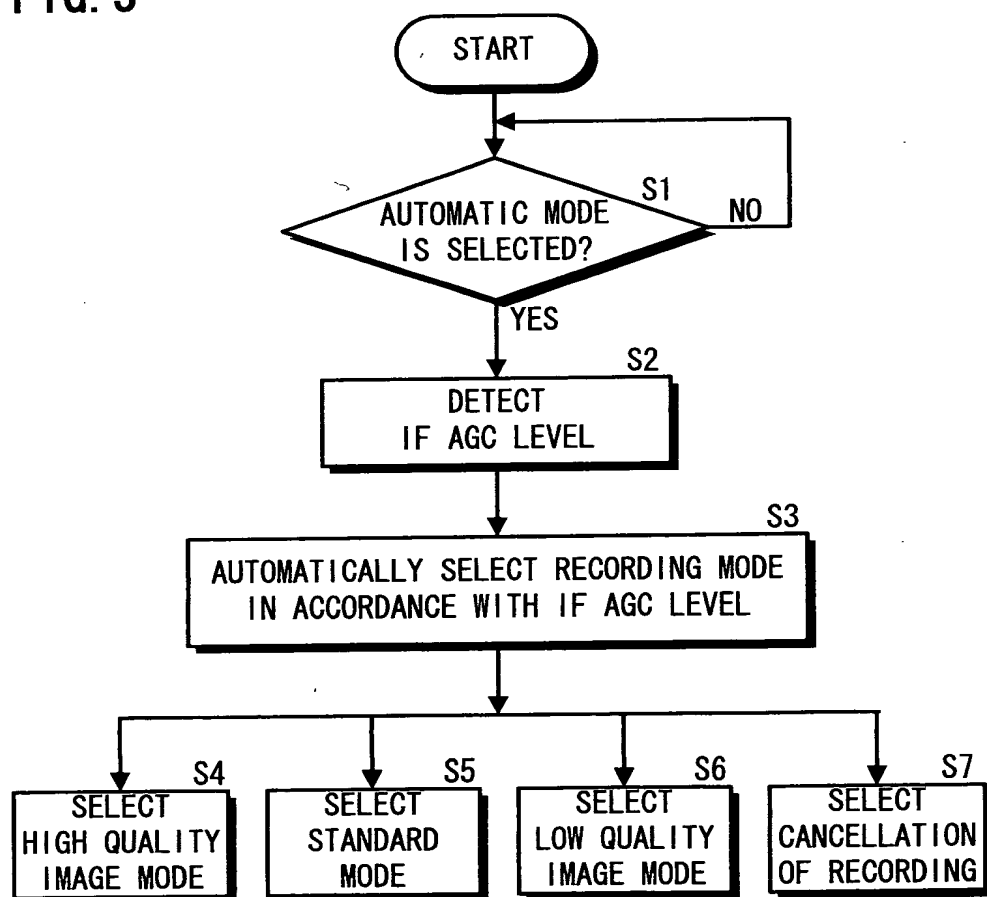 FIG. 3
START
S1
AUTOMATIC MODE
IS SELECTED?
NO
YES
S2
DETECT
IF AGC LEVEL
S3
AUTOMATICALLY SELECT RECORDING MODE
IN ACCORDANCE WITH IF AGC LEVEL
S4
SELECT
HIGH QUALITY
IMAGE MODE
S5
SELECT
STANDARD
MODE
S6
SELECT
LOW QUALITY
IMAGE MODE
S7
SELECT
CANCELLATION
OF RECORDING